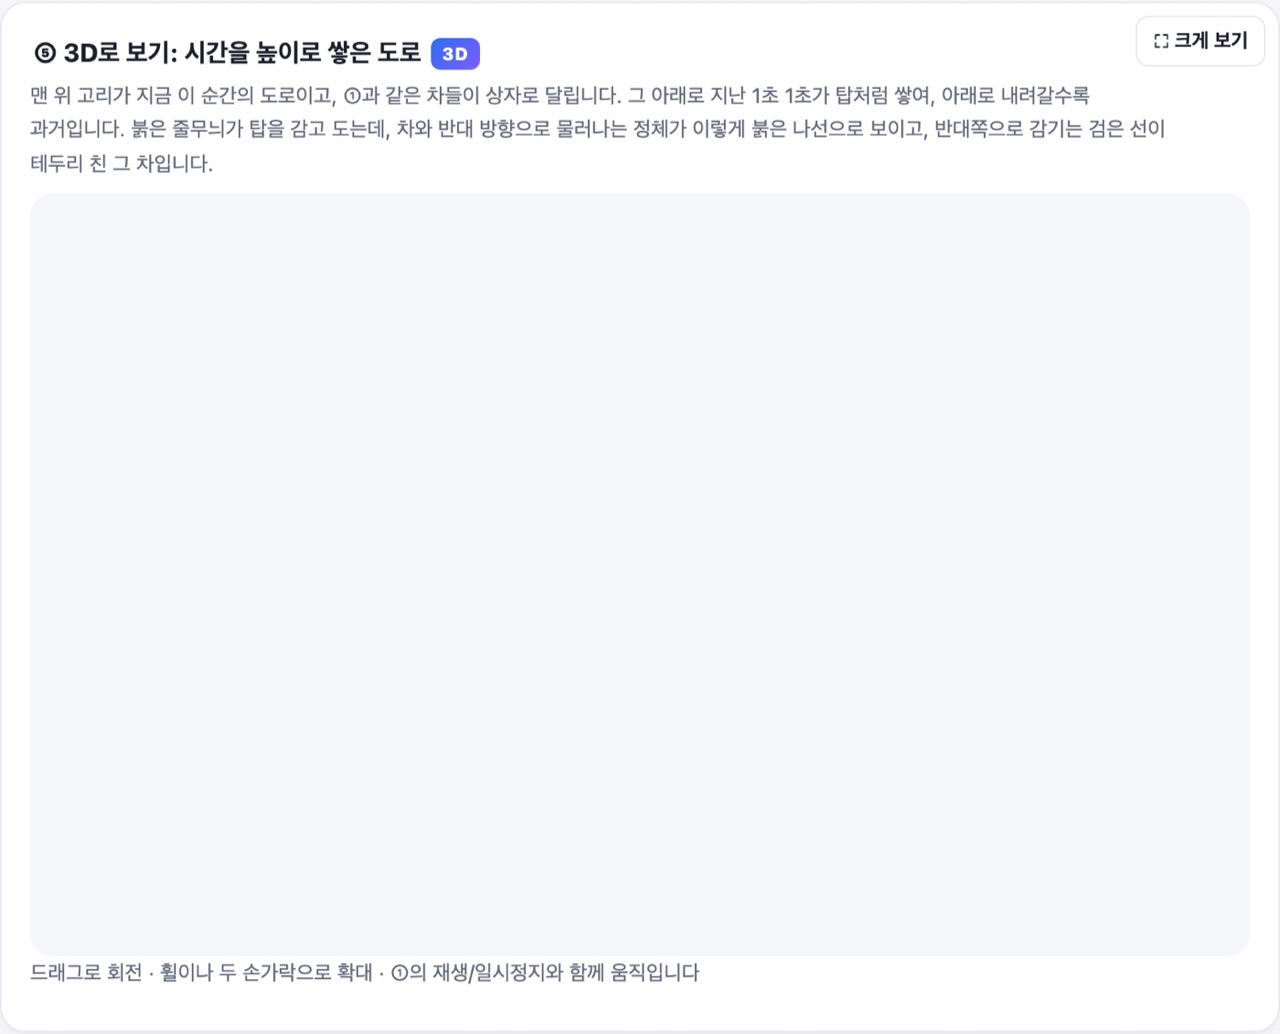 ⑤ 3D로 보기: 시간을 높이로 쌓은 도로 3D
크게 보기
맨 위 고리가 지금 이 순간의 도로이고, ①과 같은 차들이 상자로 달립니다. 그 아래로 지난 1초 1초가 탑처럼 쌓여, 아래로 내려갈수록
과거입니다. 붉은 줄무늬가 탑을 감고 도는데, 차와 반대 방향으로 물러나는 정체가 이렇게 붉은 나선으로 보이고, 반대쪽으로 감기는 검은 선이
테두리 친 그 차입니다.
드래그로 회전 · 휠이나 두 손가락으로 확대 · ①의 재생/일시정지와 함께 움직입니다